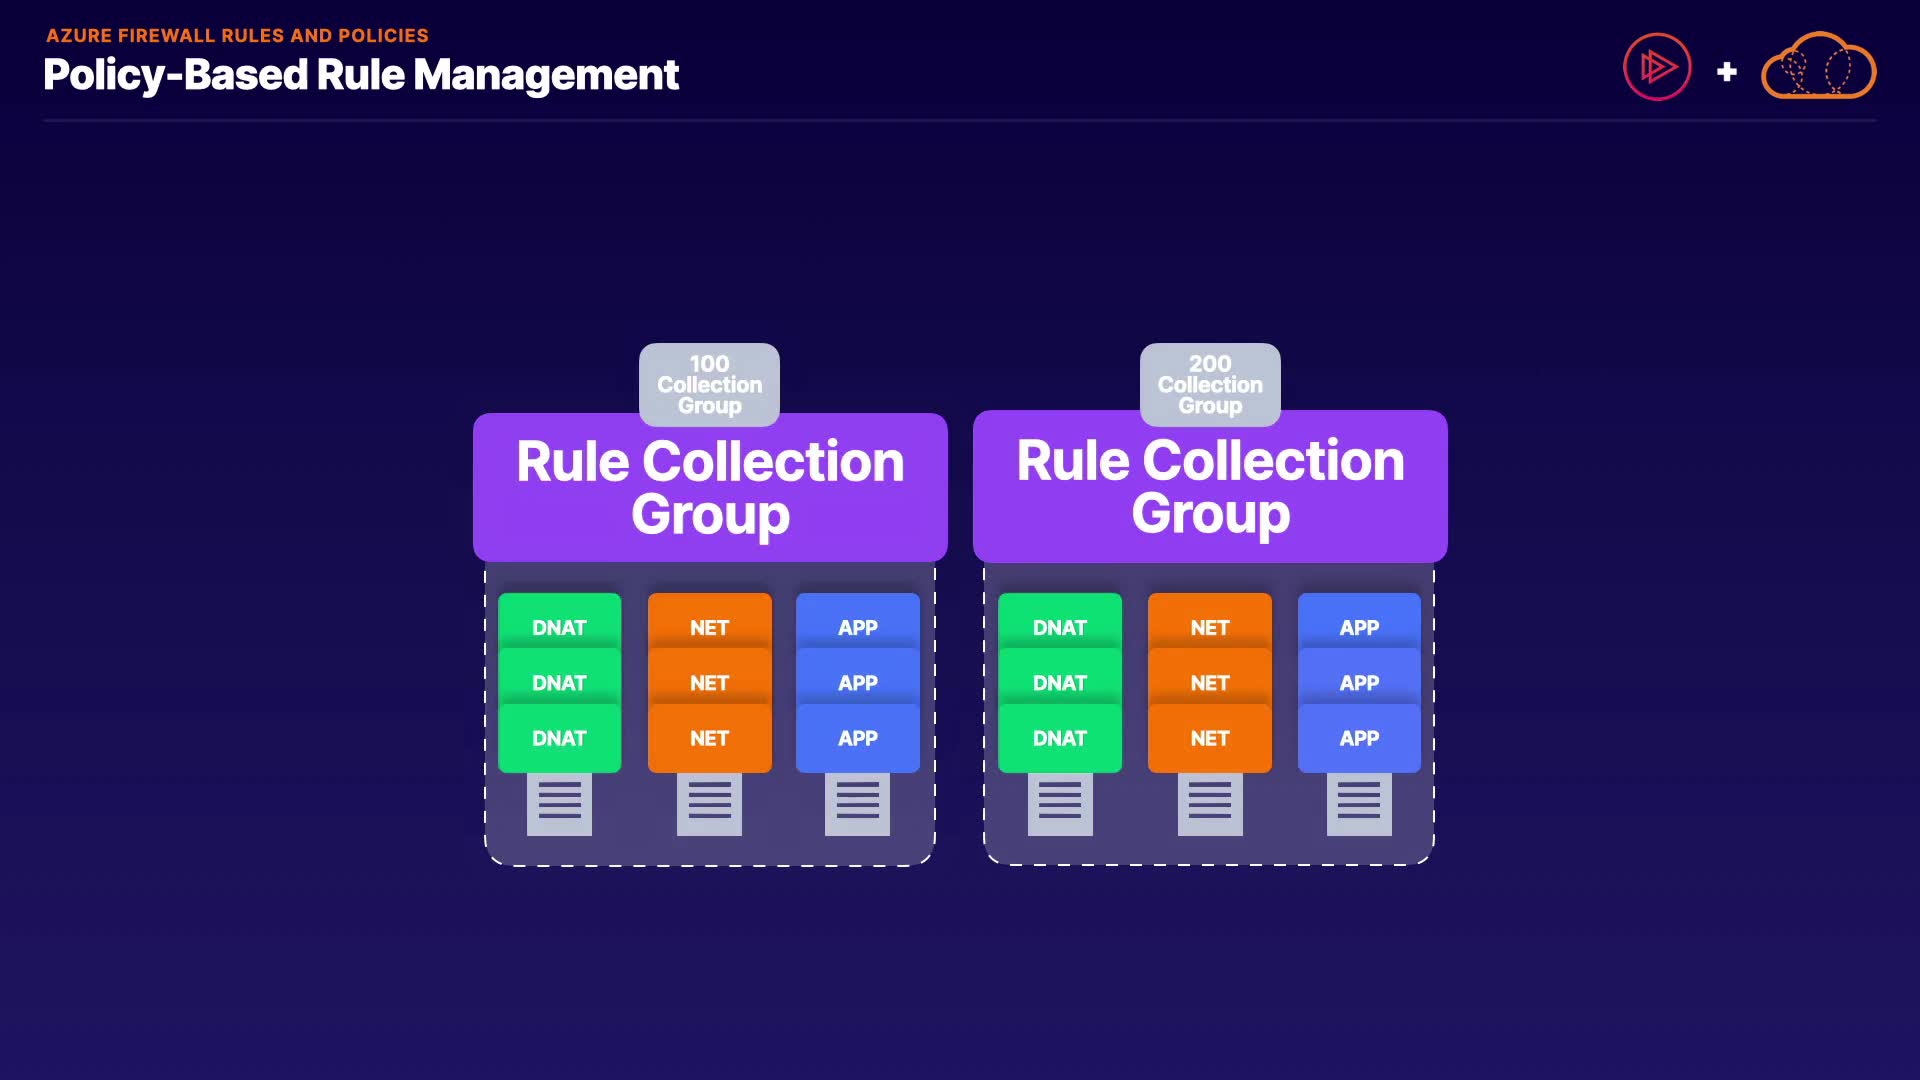 AZURE FIREWALL RULES AND POLICIES
Policy-Based Rule Management
+
100
Collection
Group
Rule Collection
Group
DNAT NET APP
DNAT NET APP
DNAT NET APP
200
Collection
Group
Rule Collection
Group
DNAT NET APP
DNAT NET APP
DNAT NET APP